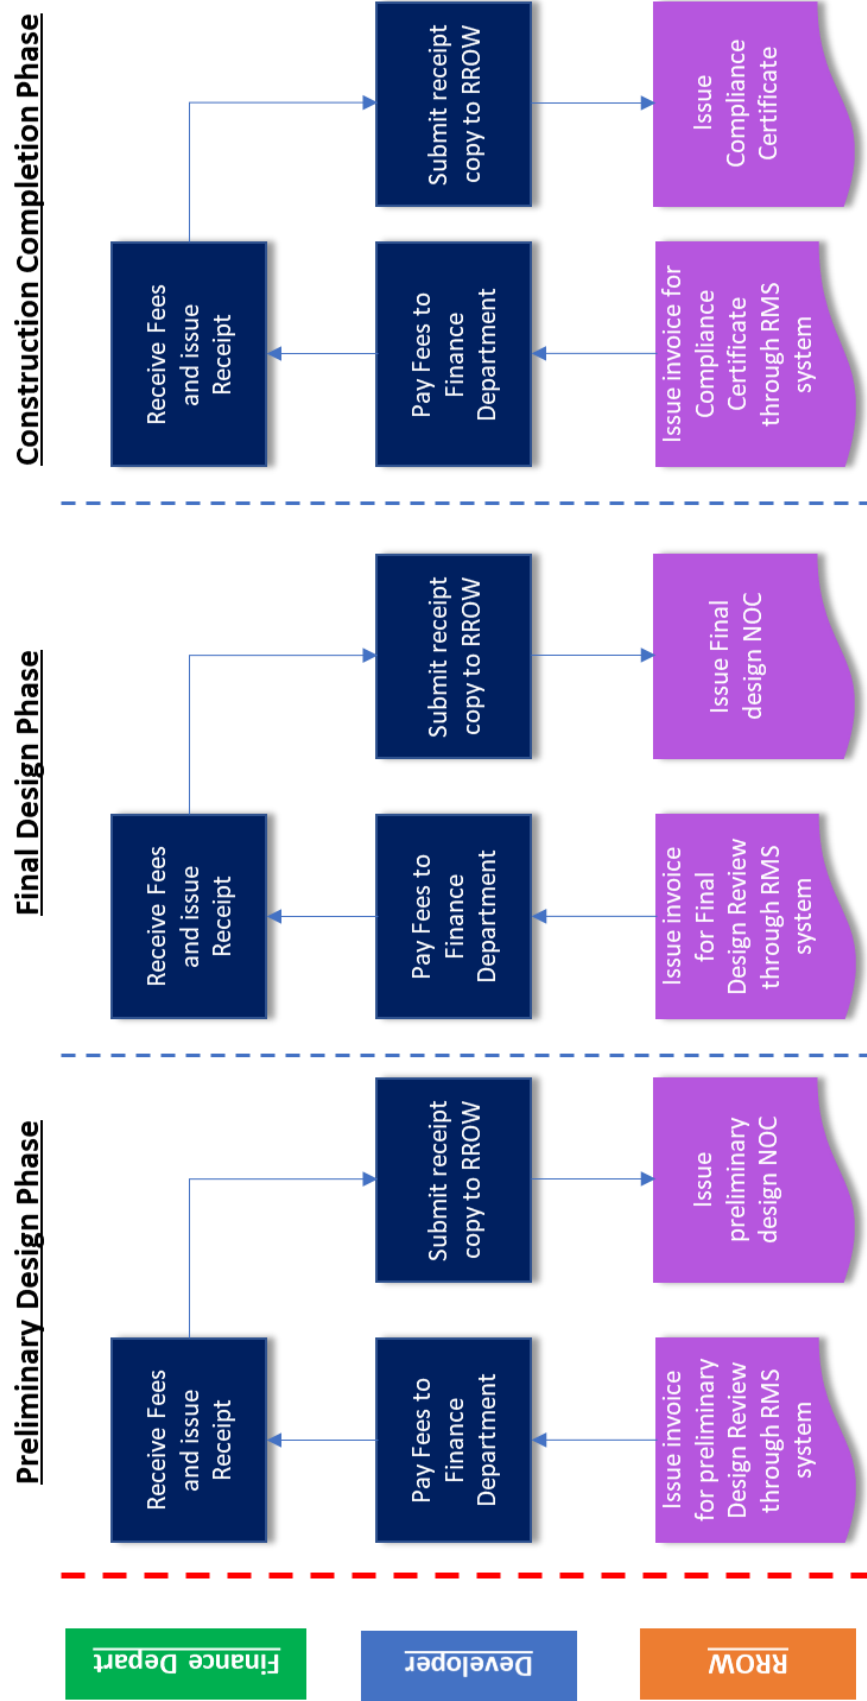 Preliminary Design Phase
Final Design Phase
Construction Completion Phase
Finance Depart
Receive Fees
and issue
Receipt
Receive Fees
and issue
Receipt
Receive Fees
and issue
Receipt
Developer
Pay Fees to
Finance
Department
Submit receipt
copy to RROW
Pay Fees to
Finance
Department
Submit receipt
copy to RROW
Pay Fees to
Finance
Department
Submit receipt
copy to RROW
RROW
Issue invoice
for preliminary
Design Review
through RMS
system
Issue
preliminary
design NOC
Issue invoice
for Final
Design Review
through RMS
system
Issue Final
design NOC
Issue invoice for
Compliance
Certificate
through RMS
system
Issue
Compliance
Certificate